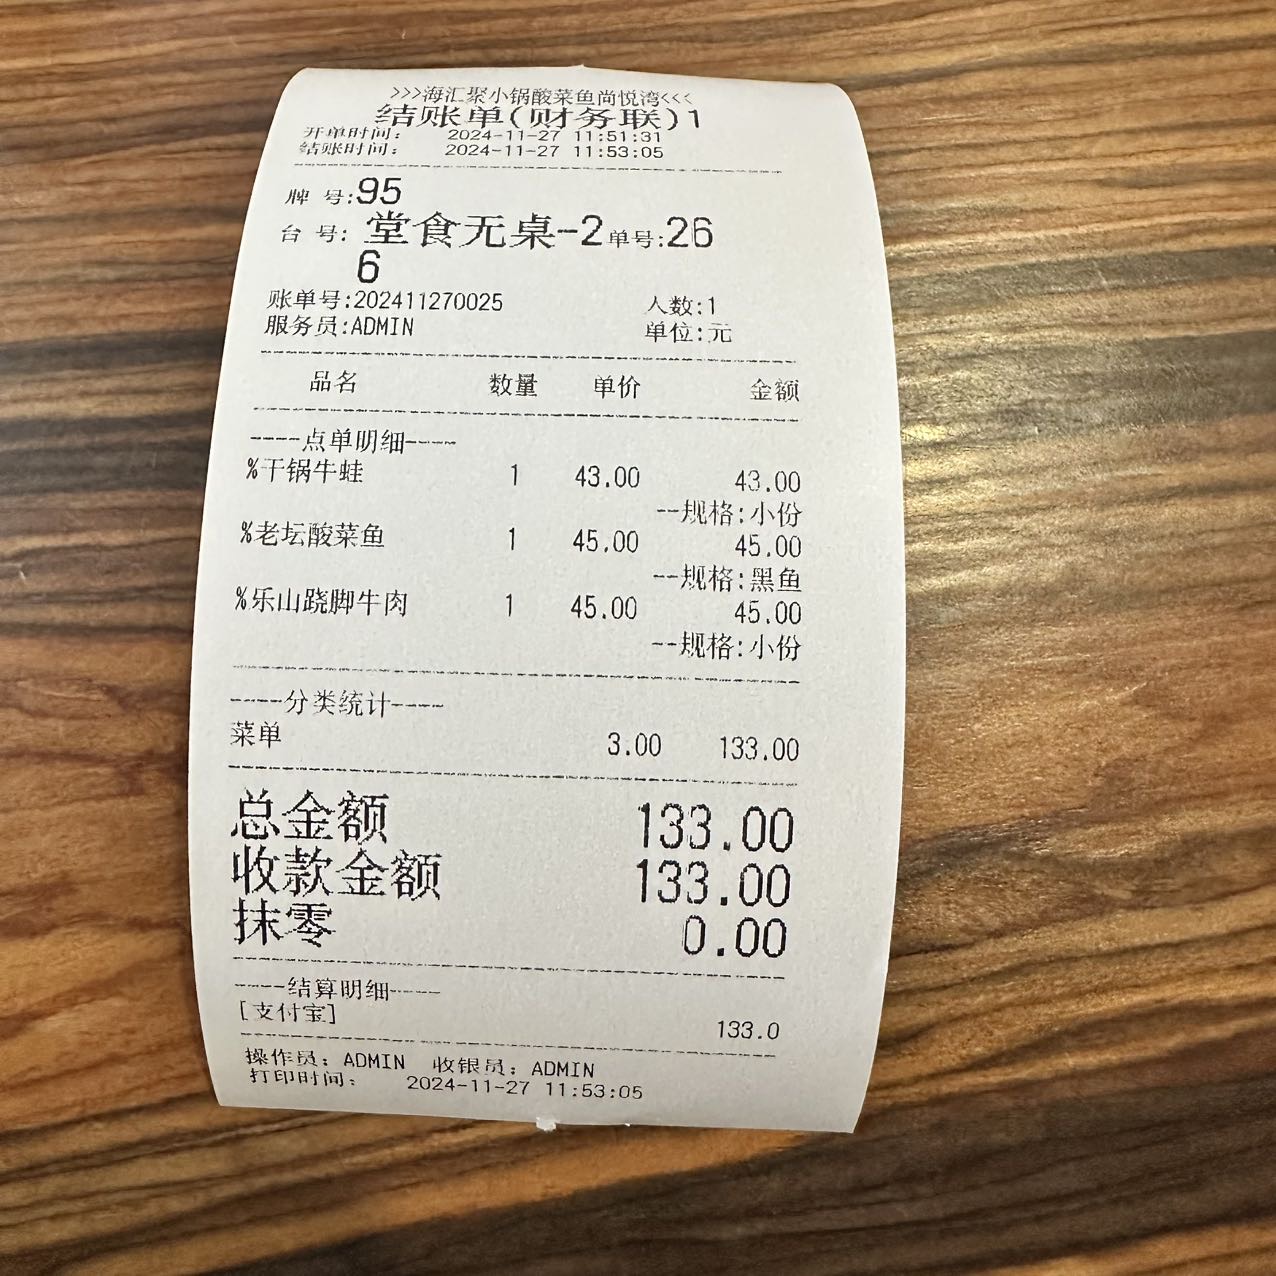 >>>海汇聚小锅酸菜鱼尚悦湾<<<
结账单(财务联)1
开单时间: 2024-11-27 11:51:31
结账时间: 2024-11-27 11:53:05
牌 号:95
台 号: 堂食无桌-2 单号:26
6
账单号:202411270025 人数:1
服务员:ADMIN 单位:元
品名 数量 单价 金额
----点单明细----
%干锅牛蛙 1 43.00 43.00
--规格:小份
%老坛酸菜鱼 1 45.00 45.00
--规格:黑鱼
%乐山跷脚牛肉 1 45.00 45.00
--规格:小份
----分类统计----
菜单 3.00 133.00
总金额 133.00
收款金额 133.00
抹零 0.00
----结算明细----
[支付宝] 133.0
操作员: ADMIN 收银员: ADMIN
打印时间: 2024-11-27 11:53:05